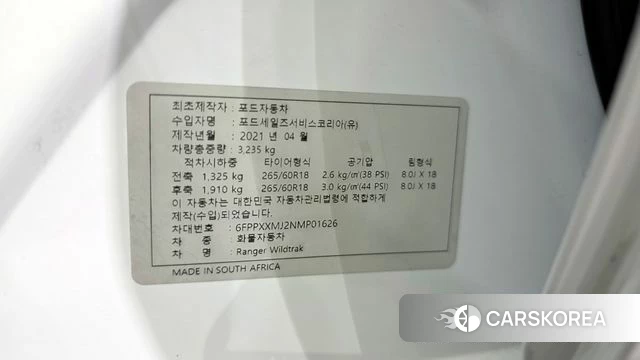 최초제작자 : 포드자동차
수입자명 : 포드세일즈서비스코리아(유)
제작년월 : 2021 년 04 월
차량총중량 : 3,235 kg
적차시하중 타이어형식 공기압 림형식
전축 1,325 kg 265/60R18 2.6 kg/㎠(38 PSI) 8.0J X 18
후축 1,910 kg 265/60R18 3.0 kg/㎠(44 PSI) 8.0J X 18
이 자동차는 대한민국 자동차관리법령에 적합하게
제작(수입)되었습니다.
차대번호 : 6FPPXXMJ2NMP01626
차 종 : 화물자동차
차 명 : Ranger Wildtrak
MADE IN SOUTH AFRICA
CARSKOREA